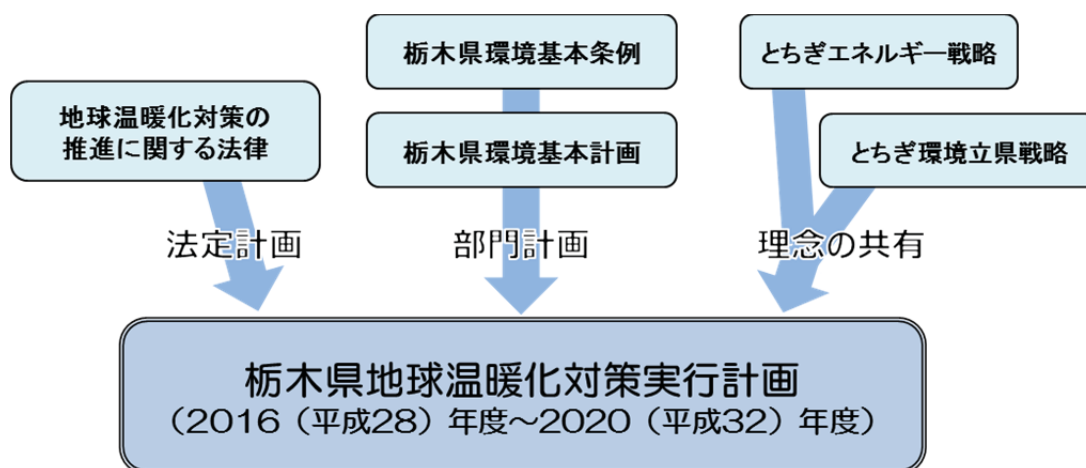 栃木県環境基本条例
とちぎエネルギー戦略
地球温暖化対策の
推進に関する法律
栃木県環境基本計画
とちぎ環境立県戦略
法定計画
部門計画
理念の共有
栃木県地球温暖化対策実行計画
（2016（平成28）年度～2020（平成32）年度）